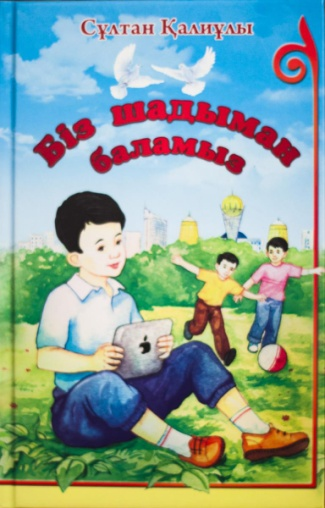 Сұлтан Қалиұлы
Біз шадыман
баламыз